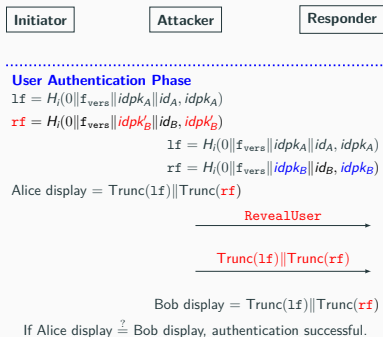 Initiator Attacker Responder
User Authentication Phase
lf = Hᵢ(0‖f_vers‖idpk_A‖id_A, idpk_A)
rf = Hᵢ(0‖f_vers‖idpk′_B‖id_B, idpk′_B)
lf = Hᵢ(0‖f_vers‖idpk_A‖id_A, idpk_A)
rf = Hᵢ(0‖f_vers‖idpk_B‖id_B, idpk_B)
Alice display = Trunc(lf)‖Trunc(rf)
RevealUser
Trunc(lf)‖Trunc(rf)
Bob display = Trunc(lf)‖Trunc(rf)
If Alice display ≟ Bob display, authentication successful.